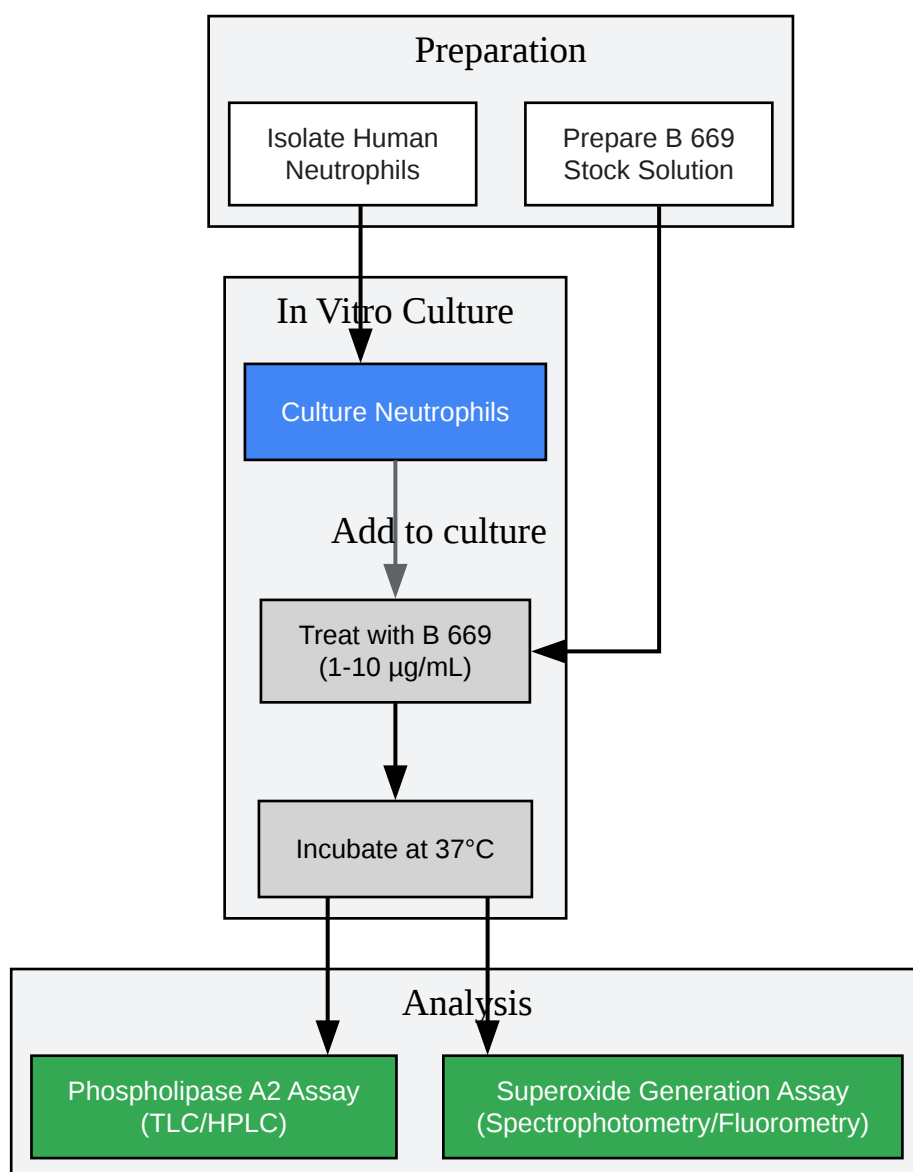 Preparation
Isolate Human
Neutrophils
Prepare B 669
Stock Solution
In Vitro Culture
Culture Neutrophils
Add to culture
Treat with B 669
(1-10 µg/mL)
Incubate at 37°C
Analysis
Phospholipase A2 Assay
(TLC/HPLC)
Superoxide Generation Assay
(Spectrophotometry/Fluorometry)